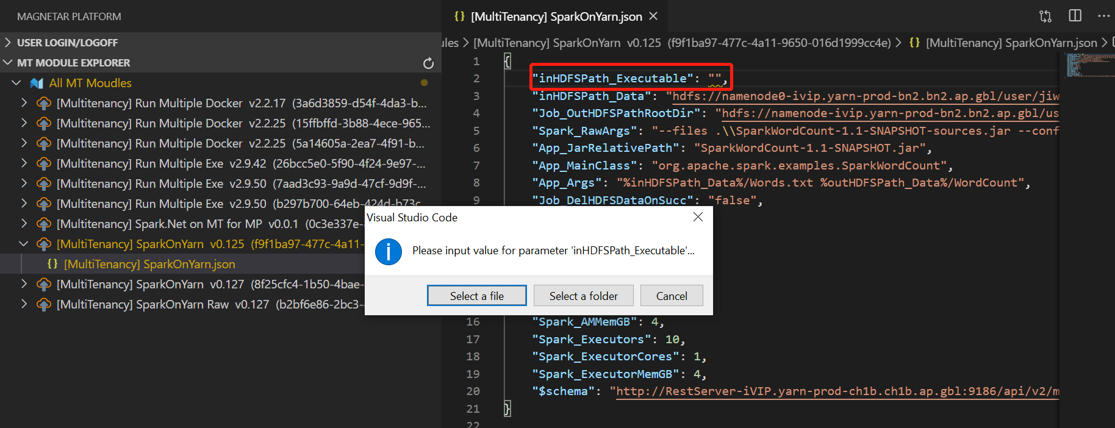 MAGNETAR PLATFORM
USER LOGIN/LOGOFF
MT MODULE EXPLORER
All MT Moudles
[Multitenancy] Run Multiple Docker v2.2.17 (3a6d3859-d54f-4da3-b...
[Multitenancy] Run Multiple Docker v2.2.25 (15ffbffd-3b88-4ece-965...
[Multitenancy] Run Multiple Docker v2.2.25 (5a14605a-2ea7-4f91-b...
[Multitenancy] Run Multiple Exe v2.9.42 (26bcc5e0-5f90-4f24-9e97-...
[Multitenancy] Run Multiple Exe v2.9.50 (7aad3c93-a9ad-47cf-9d9f-...
[Multitenancy] Run Multiple Exe v2.9.50 (b297b700-64eb-424d-b73c...
[Multitenancy] Spark.Net on MT for MP v0.0.1 (0c3e337e-
[MultiTenancy] SparkOnYarn v0.125 (f9f1ba97-477c-4a11-
{} [MultiTenancy] SparkOnYarn.json
[MultiTenancy] SparkOnYarn v0.127 (8f25cfc4-1b50-4bae-
[MultiTenancy] SparkOnYarn Raw v0.127 (b2bf6e86-2bc3-
{} [MultiTenancy] SparkOnYarn.json
ules > [MultiTenancy] SparkOnYarn v0.125 (f9f1ba97-477c-4a11-9650-016d1999cc4e) > {} [MultiTenancy] SparkOnYarn.json >
1 {
2 "inHDFSPath_Executable": "",
3 "inHDFSPath_Data": "hdfs://namenode0-ivip.yarn-prod-bn2.bn2.ap.gbl/user/jiw
4 "Job_OutHDFSPathRootDir": "hdfs://namenode-ivip.yarn-prod-bn2.bn2.ap.gbl/us
5 "Spark_RawArgs": "--files .\\SparkWordCount-1.1-SNAPSHOT-sources.jar --conf
6 "App_JarRelativePath": "SparkWordCount-1.1-SNAPSHOT.jar",
7 "App_MainClass": "org.apache.spark.examples.SparkWordCount",
8 "App_Args": "%inHDFSPath_Data%/Words.txt %outHDFSPath_Data%/WordCount",
9 "Job_DelHDFSDataOnSucc": "false",
Visual Studio Code
Please input value for parameter 'inHDFSPath_Executable'...
Select a file
Select a folder
Cancel
16 "Spark_AMMemGB": 4,
17 "Spark_Executors": 10,
18 "Spark_ExecutorCores": 1,
19 "Spark_ExecutorMemGB": 4,
20 "$schema": "http://RestServer-iVIP.yarn-prod-ch1b.ch1b.ap.gbl:9186/api/v2/m
21 }